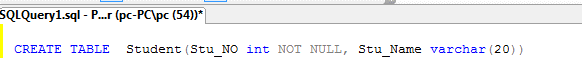 SQLQuery1.sql - P...r (pc-PC\pc (54))*
CREATE TABLE Student(Stu_NO int NOT NULL, Stu_Name varchar(20))